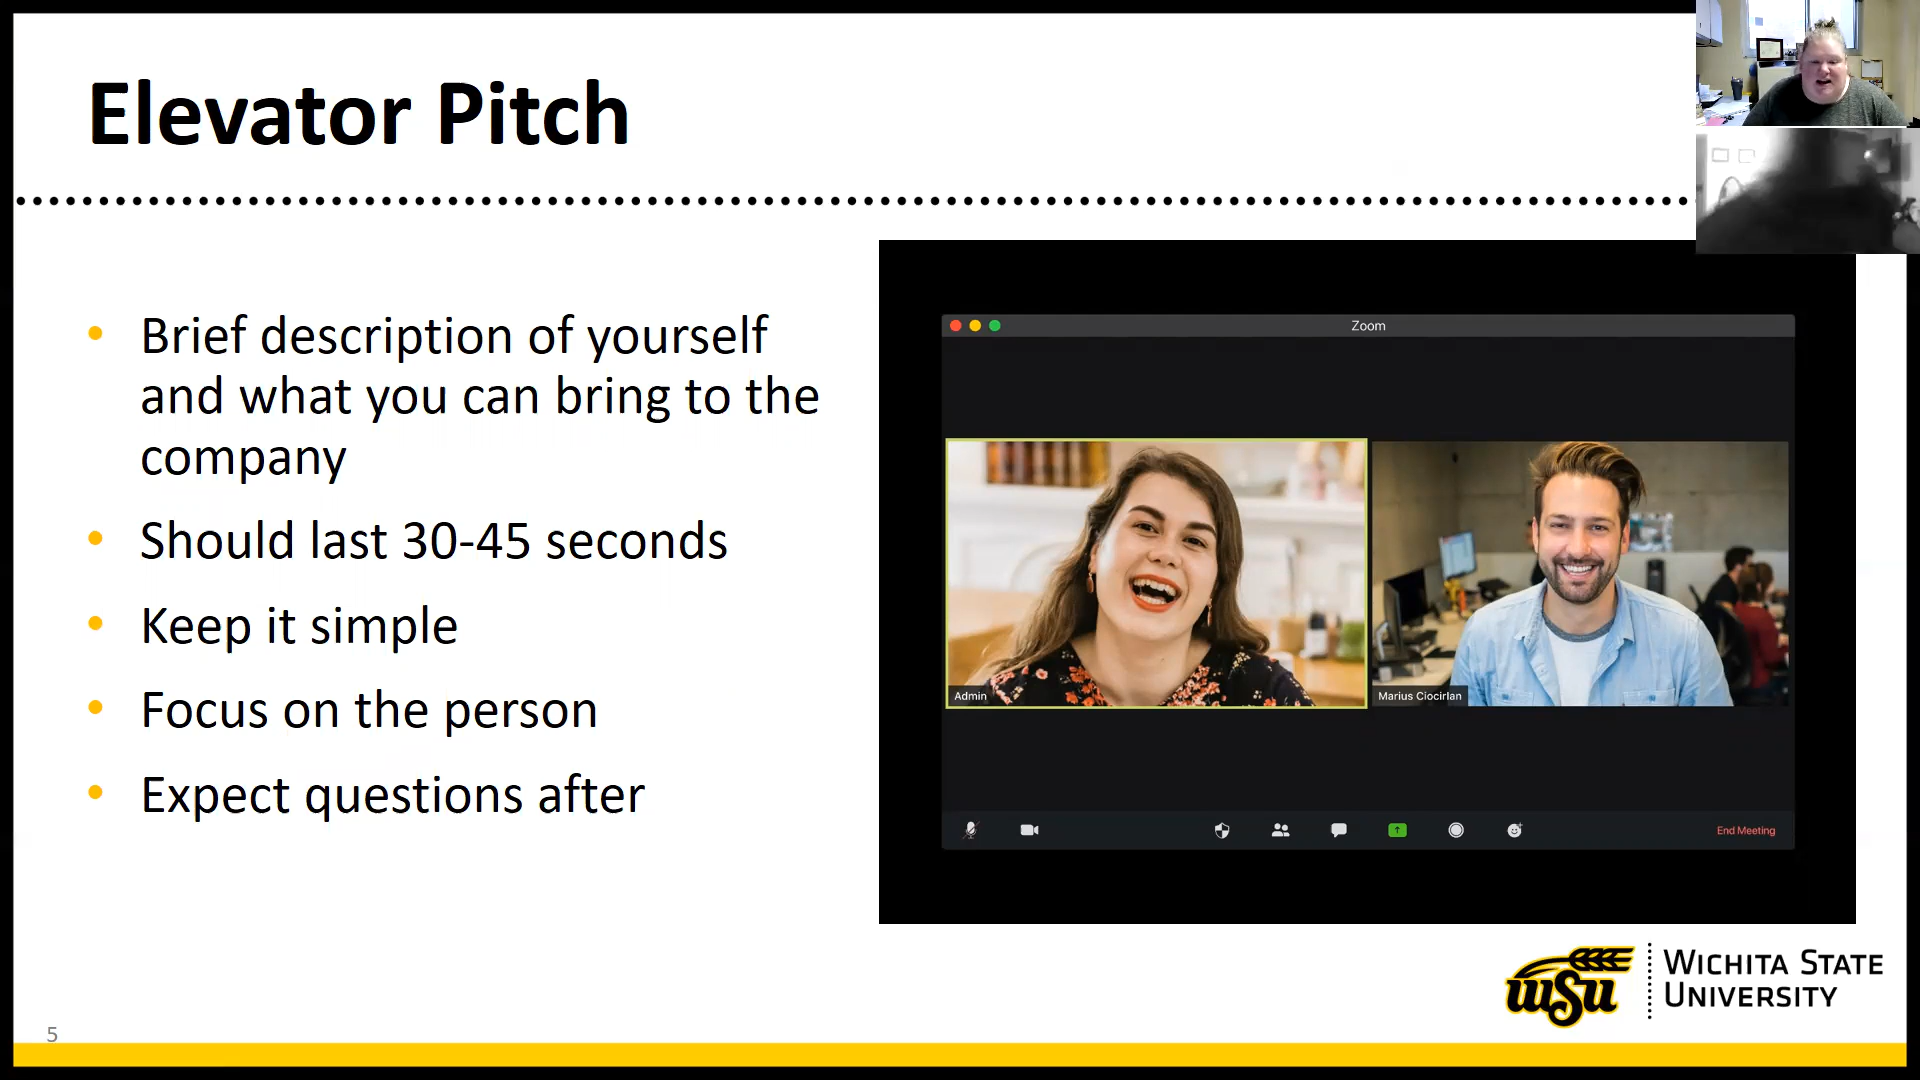 Elevator Pitch
• Brief description of yourself
and what you can bring to the
company
• Should last 30-45 seconds
• Keep it simple
• Focus on the person
• Expect questions after
Zoom
Admin
Marius Ciocirlan
End Meeting
wsu
WICHITA STATE
UNIVERSITY
5